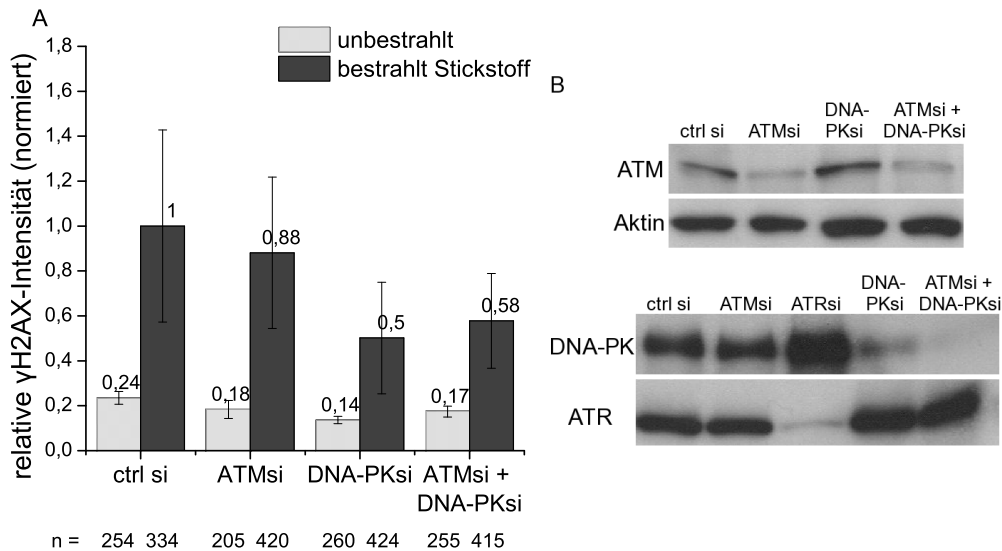 A
relative γH2AX-Intensität (normiert)
1,8
1,6
1,4
1,2
1,0
0,8
0,6
0,4
0,2
0,0
unbestrahlt
bestrahlt Stickstoff
0,24
1
0,18
0,88
0,14
0,5
0,17
0,58
ctrl si
ATMsi
DNA-PKsi
ATMsi +
DNA-PKsi
n = 254 334 205 420 260 424 255 415
B
ctrl si
ATMsi
DNA-
PKsi
ATMsi +
DNA-PKsi
ATM
Aktin
ctrl si
ATMsi
ATRsi
DNA-
PKsi
ATMsi +
DNA-PKsi
DNA-PK
ATR